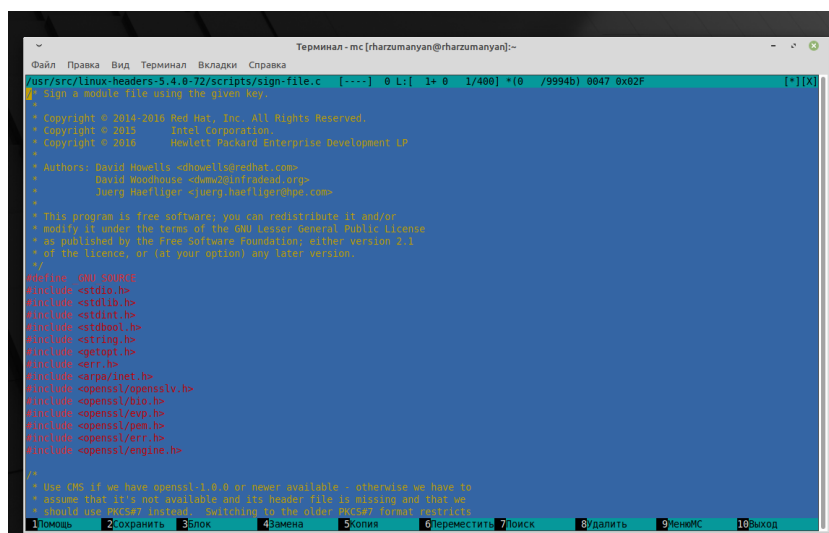 Терминал - mc [rharzumanyan@rharzumanyan]:~
Файл Правка Вид Терминал Вкладки Справка
/usr/src/linux-headers-5.4.0-72/scripts/sign-file.c [----] 0 L:[ 1+ 0 1/400] *(0 /9994b) 0047 0x02F [*][X]
/* Sign a module file using the given key.
*
* Copyright © 2014-2016 Red Hat, Inc. All Rights Reserved.
* Copyright © 2015 Intel Corporation.
* Copyright © 2016 Hewlett Packard Enterprise Development LP
*
* Authors: David Howells <dhowells@redhat.com>
* David Woodhouse <dwmw2@infradead.org>
* Juerg Haefliger <juerg.haefliger@hpe.com>
*
* This program is free software; you can redistribute it and/or
* modify it under the terms of the GNU Lesser General Public License
* as published by the Free Software Foundation; either version 2.1
* of the licence, or (at your option) any later version.
*/
#define _GNU_SOURCE
#include <stdio.h>
#include <stdlib.h>
#include <stdint.h>
#include <stdbool.h>
#include <string.h>
#include <getopt.h>
#include <err.h>
#include <arpa/inet.h>
#include <openssl/opensslv.h>
#include <openssl/bio.h>
#include <openssl/evp.h>
#include <openssl/pem.h>
#include <openssl/err.h>
#include <openssl/engine.h>
/*
* Use CMS if we have openssl-1.0.0 or newer available - otherwise we have to
* assume that it's not available and its header file is missing and that we
* should use PKCS#7 instead. Switching to the older PKCS#7 format restricts
1Помощь 2Сохранить 3Блок 4Замена 5Копия 6Переместить 7Поиск 8Удалить 9МенюMC 10Выход